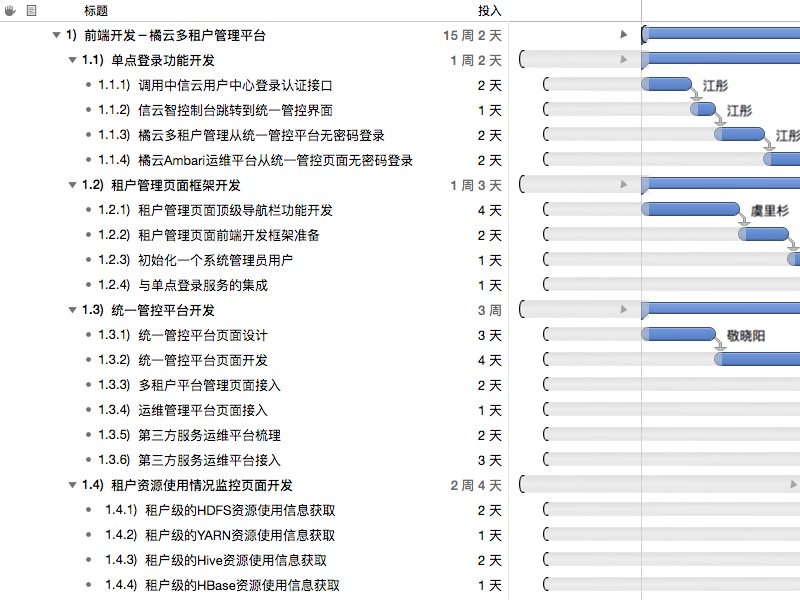 标题 投入
1) 前端开发 – 橘云多租户管理平台 15 周 2 天
1.1) 单点登录功能开发 1 周 2 天
1.1.1) 调用中信云用户中心登录认证接口 2 天 江彤
1.1.2) 信云智控制台跳转到统一管控界面 1 天 江彤
1.1.3) 橘云多租户管理从统一管控平台无密码登录 2 天 江彤
1.1.4) 橘云Ambari运维平台从统一管控页面无密码登录 2 天
1.2) 租户管理页面框架开发 1 周 3 天
1.2.1) 租户管理页面顶级导航栏功能开发 4 天 虞里杉
1.2.2) 租户管理页面前端开发框架准备 2 天
1.2.3) 初始化一个系统管理员用户 1 天
1.2.4) 与单点登录服务的集成 1 天
1.3) 统一管控平台开发 3 周
1.3.1) 统一管控平台页面设计 3 天 敬晓阳
1.3.2) 统一管控平台页面开发 4 天
1.3.3) 多租户平台管理页面接入 2 天
1.3.4) 运维管理平台页面接入 1 天
1.3.5) 第三方服务运维平台梳理 2 天
1.3.6) 第三方服务运维平台接入 3 天
1.4) 租户资源使用情况监控页面开发 2 周 4 天
1.4.1) 租户级的HDFS资源使用信息获取 2 天
1.4.2) 租户级的YARN资源使用信息获取 1 天
1.4.3) 租户级的Hive资源使用信息获取 2 天
1.4.4) 租户级的HBase资源使用信息获取 1 天